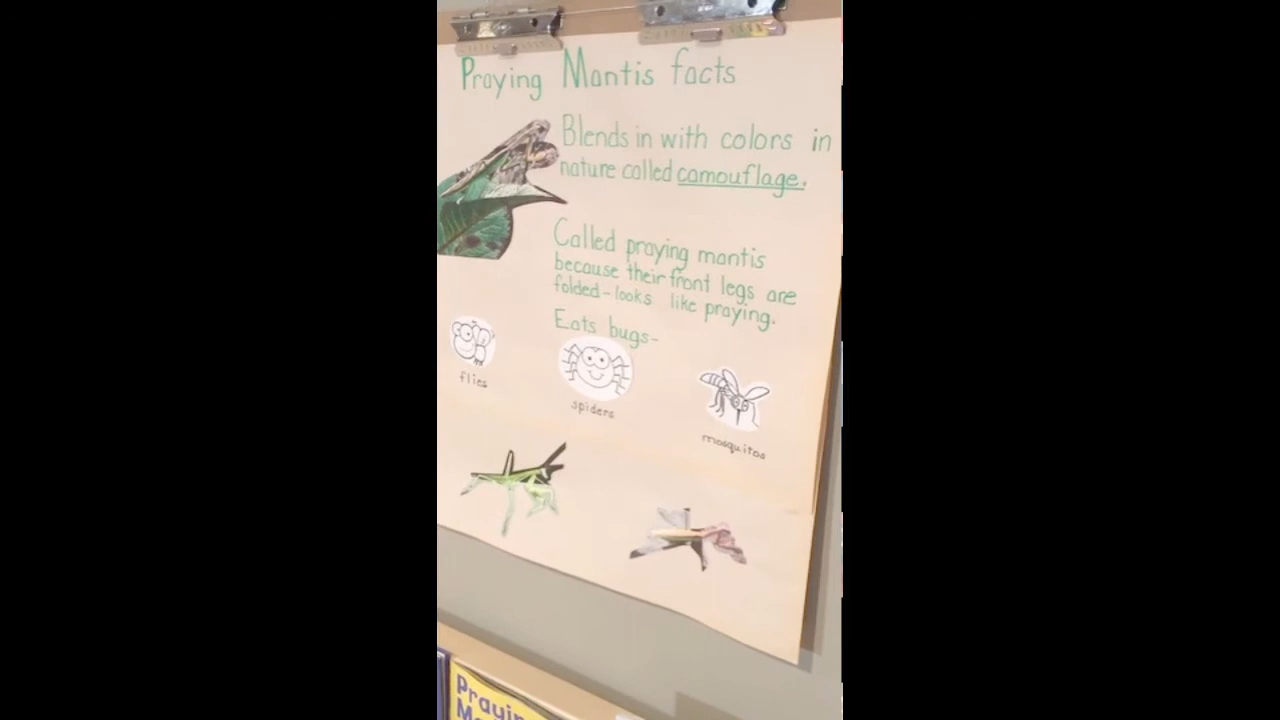 Praying Mantis facts
Blends in with colors in
nature called camouflage.
Called praying mantis
because their front legs are
folded - looks like praying.
Eats bugs-
flies
spiders
mosquitos